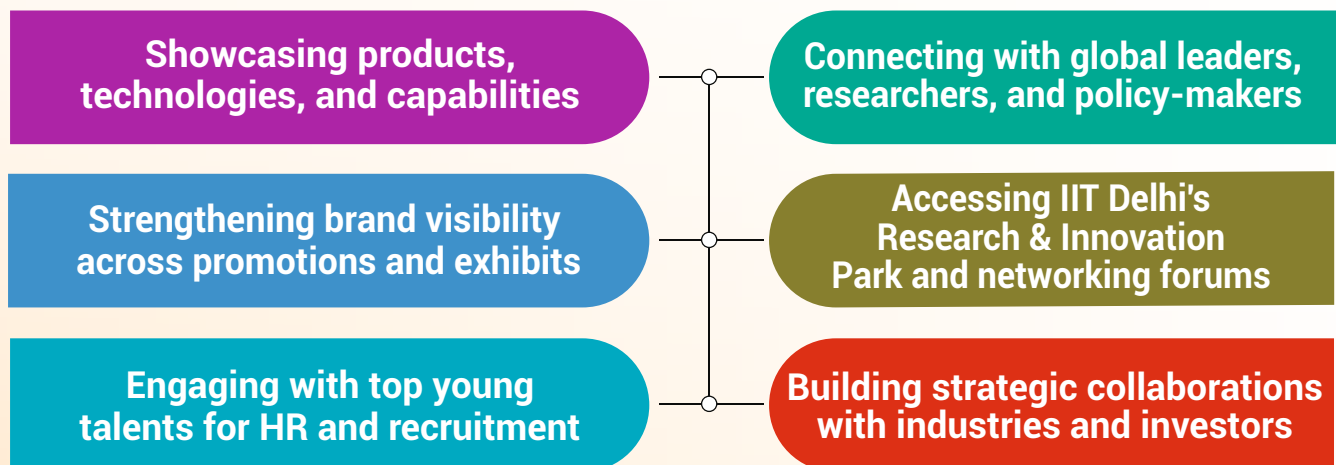 Showcasing products,
technologies, and capabilities
Connecting with global leaders,
researchers, and policy-makers
Strengthening brand visibility
across promotions and exhibits
Accessing IIT Delhi's
Research & Innovation
Park and networking forums
Engaging with top young
talents for HR and recruitment
Building strategic collaborations
with industries and investors